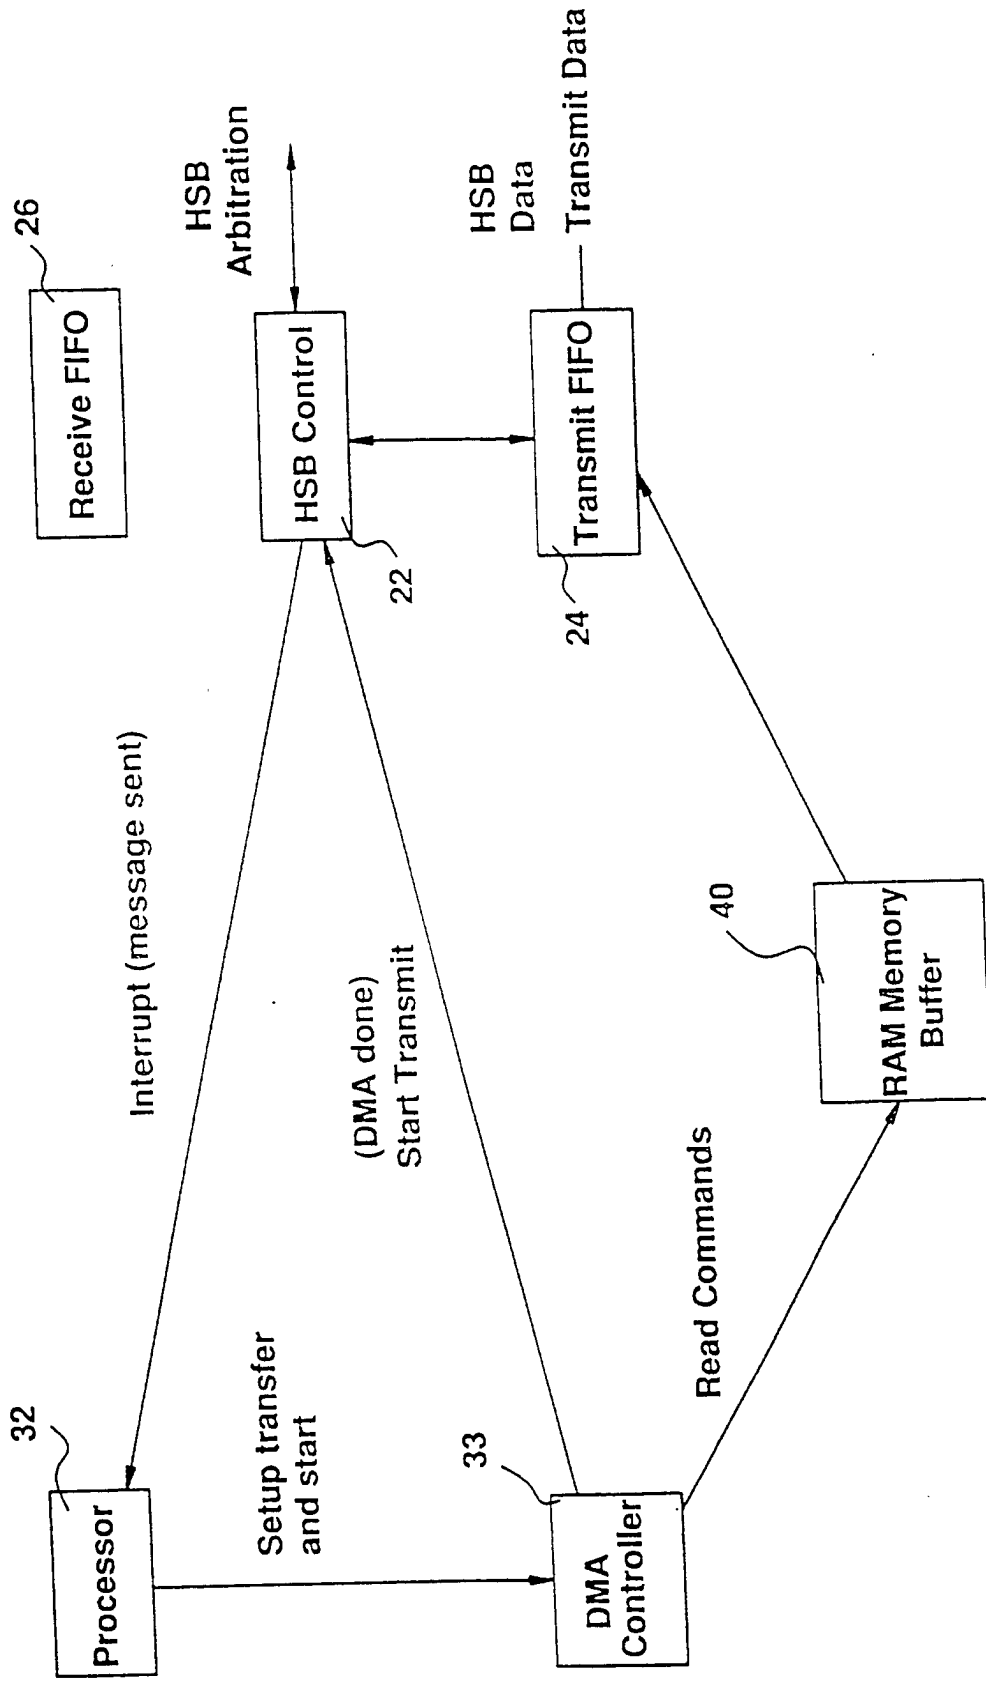 32
Processor
Interrupt (message sent)
26
Receive FIFO
Setup transfer
and start
(DMA done)
Start Transmit
22
HSB Control
HSB
Arbitration
33
DMA
Controller
Read Commands
40
RAM Memory
Buffer
24
Transmit FIFO
HSB
Data
Transmit Data